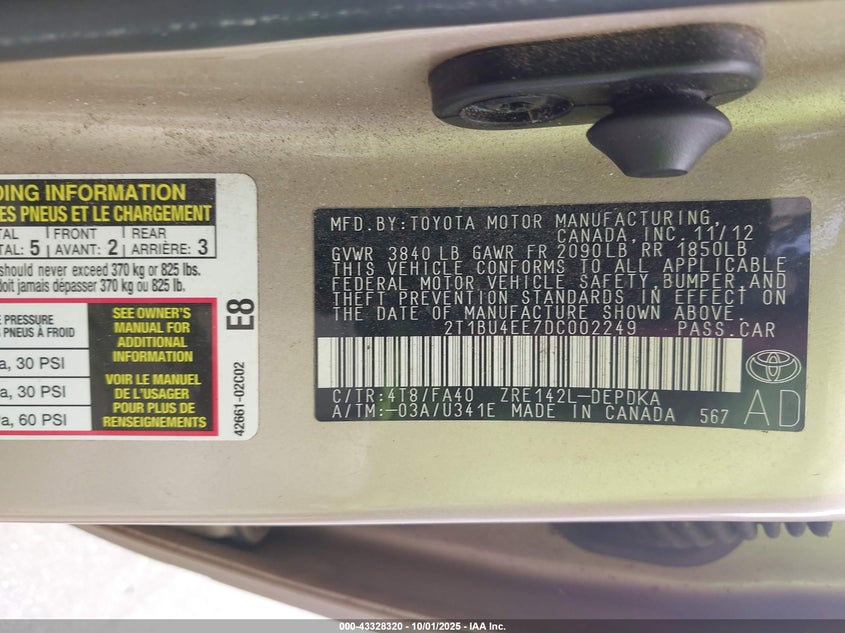 DING INFORMATION
ES PNEUS ET LE CHARGEMENT
TAL FRONT REAR
TAL: 5 AVANT: 2 ARRIÈRE: 3
should never exceed 370 kg or 825 lbs.
doit jamais dépasser 370 kg ou 825 lb.
E PRESSURE
S PNEUS À FROID
a, 30 PSI
a, 30 PSI
a, 60 PSI
SEE OWNER'S
MANUAL FOR
ADDITIONAL
INFORMATION
VOIR LE MANUEL
DE L'USAGER
POUR PLUS DE
RENSEIGNEMENTS
E8
42661-02C02
MFD.BY:TOYOTA MOTOR MANUFACTURING,
CANADA,INC.11/12
GVWR 3840LB GAWR FR 2090LB,RR 1850LB
THIS VEHICLE CONFORMS TO ALL APPLICABLE
FEDERAL MOTOR VEHICLE SAFETY,BUMPER,AND
THEFT PREVENTION STANDARDS IN EFFECT ON
THE DATE OF MANUFACTURE SHOWN ABOVE.
2T1BU4EE7DC002249 PASS.CAR
C/TR:4T8/FA40 ZRE142L-DEPDKA
A/TM:-03A/U341E MADE IN CANADA 567
AD
000-43328320 - 10/01/2025 - IAA Inc.